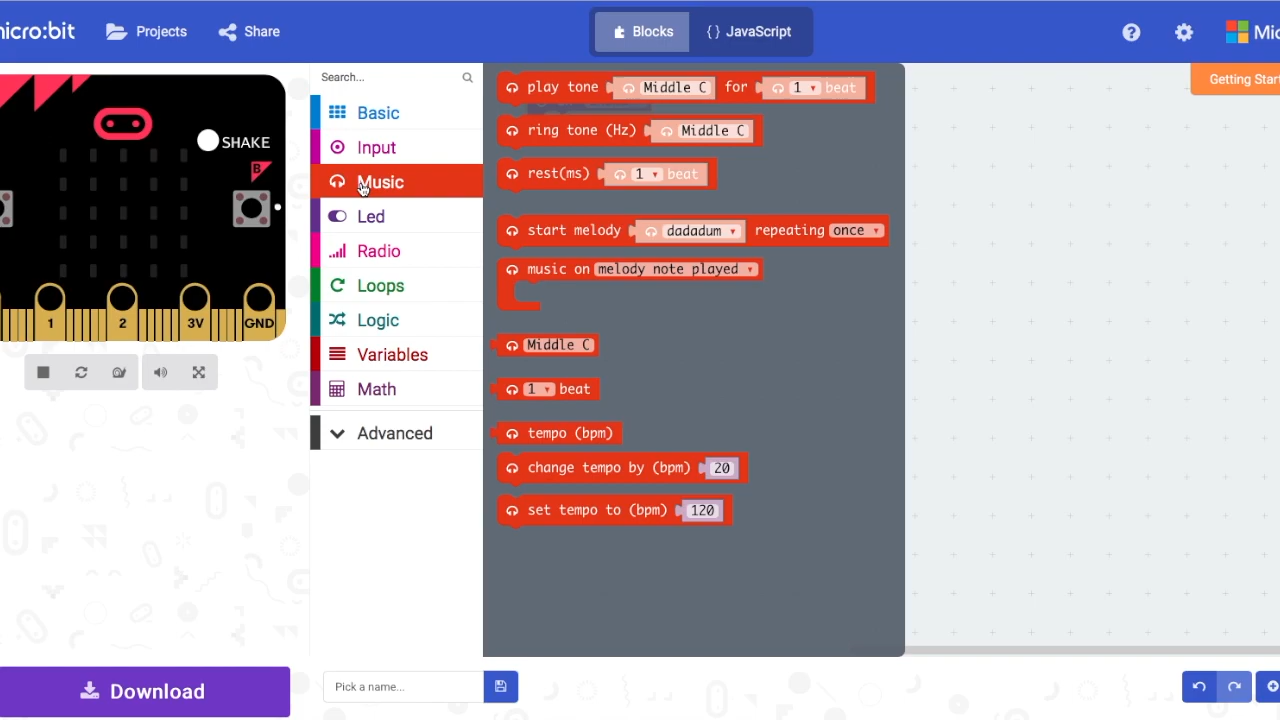 micro:bit Projects Share Blocks {} JavaScript
Getting Start
Search...
Basic
Input
Music
Led
Radio
Loops
Logic
Variables
Math
Advanced
play tone Middle C for 1 beat
ring tone (Hz) Middle C
rest(ms) 1 beat
start melody dadadum repeating once
music on melody note played
Middle C
1 beat
tempo (bpm)
change tempo by (bpm) 20
set tempo to (bpm) 120
SHAKE
B
1 2 3V GND
Download
Pick a name...